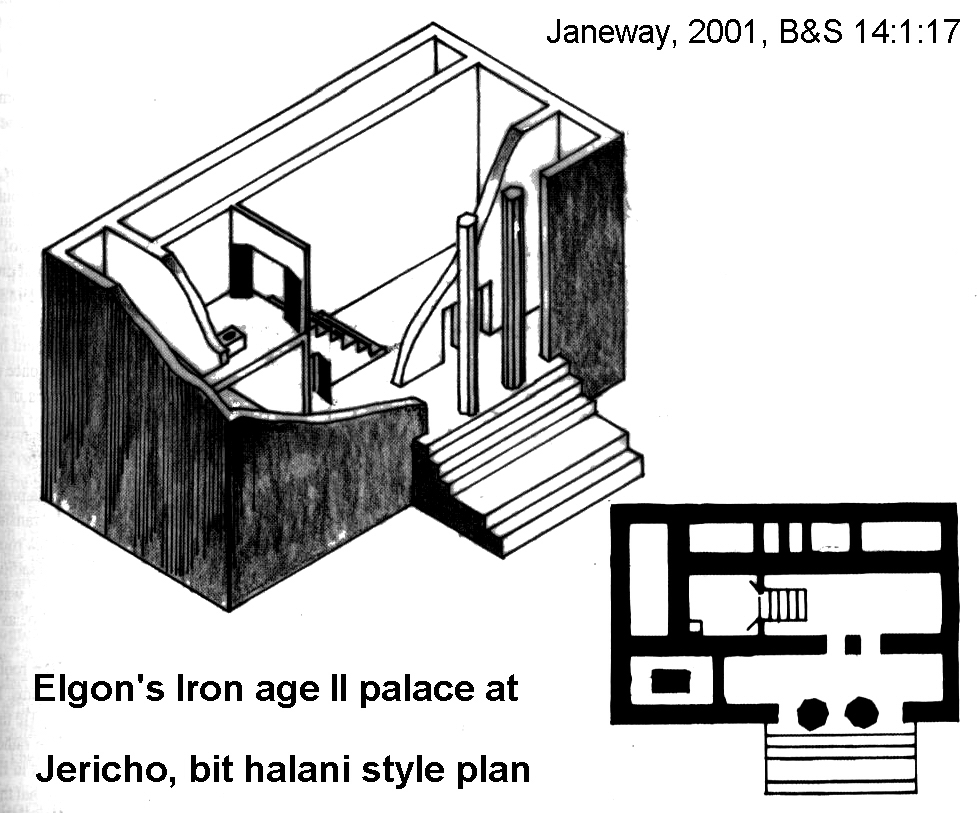 Janeway, 2001, B&S 14:1:17
Elgon's Iron age II palace at
Jericho, bit halani style plan